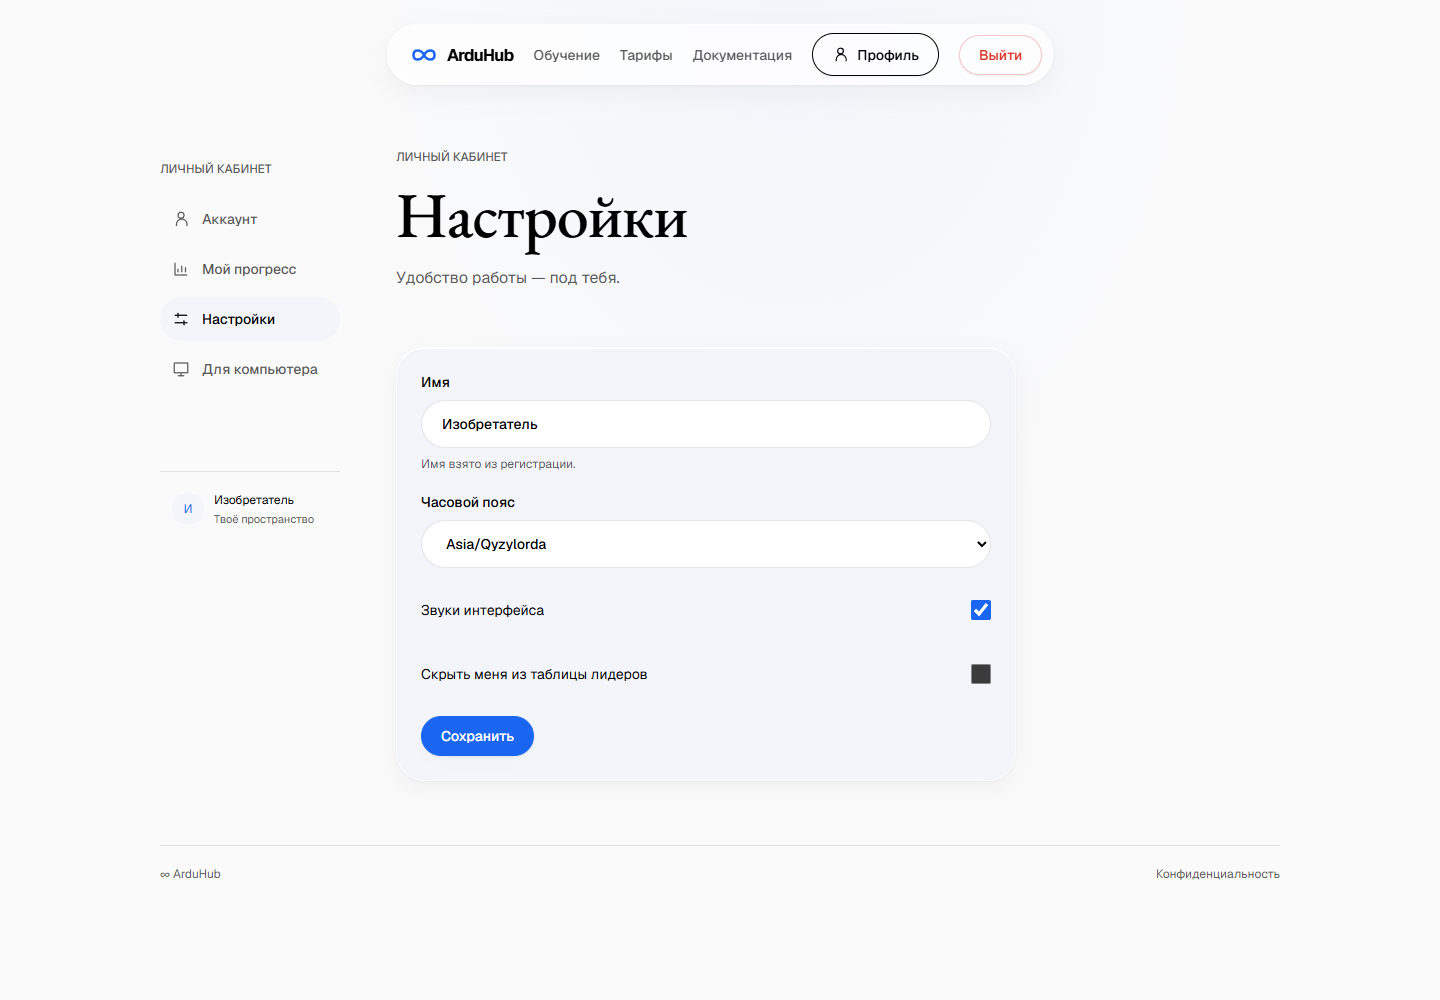 ArduHub
Обучение
Тарифы
Документация
Профиль
Выйти
ЛИЧНЫЙ КАБИНЕТ
Аккаунт
Мой прогресс
Настройки
Для компьютера
И
Изобретатель
Твоё пространство
ЛИЧНЫЙ КАБИНЕТ
Настройки
Удобство работы — под тебя.
Имя
Изобретатель
Имя взято из регистрации.
Часовой пояс
Asia/Qyzylorda
Звуки интерфейса
Скрыть меня из таблицы лидеров
Сохранить
∞ ArduHub
Конфиденциальность